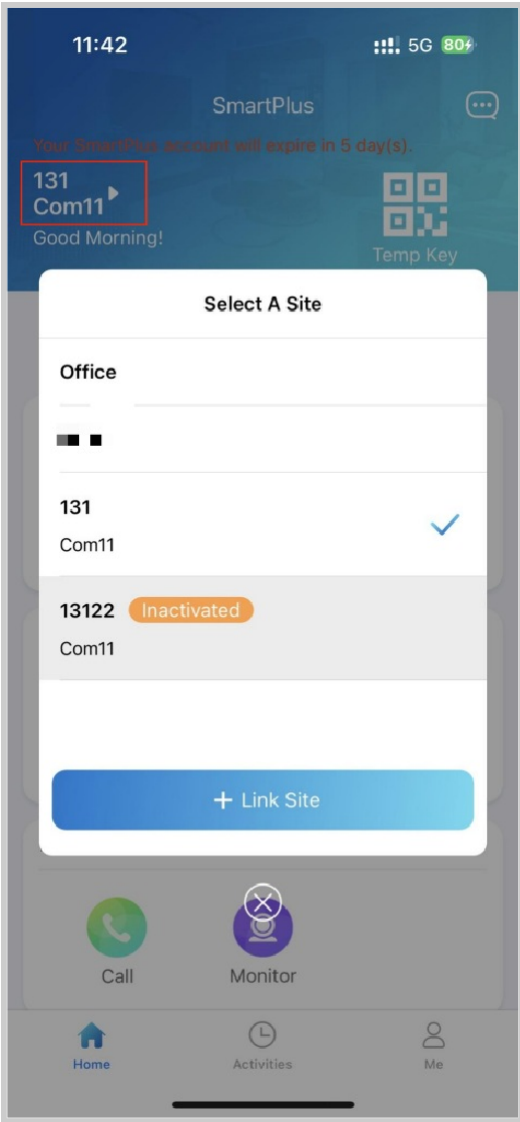 11:42
5G 80
SmartPlus
Your SmartPlus account will expire in 5 day(s).
131
Com11
Good Morning!
Temp Key
Select A Site
Office
131
Com11
13122 Inactivated
Com11
+ Link Site
Call
Monitor
Home
Activities
Me